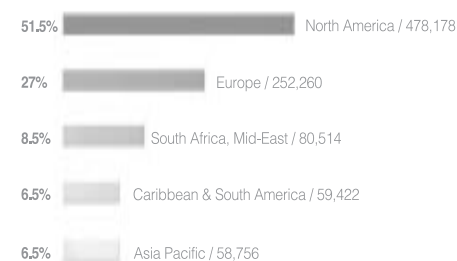 51.5% North America / 478,178
27% Europe / 252,260
8.5% South Africa, Mid-East / 80,514
6.5% Caribbean & South America / 59,422
6.5% Asia Pacific / 58,756